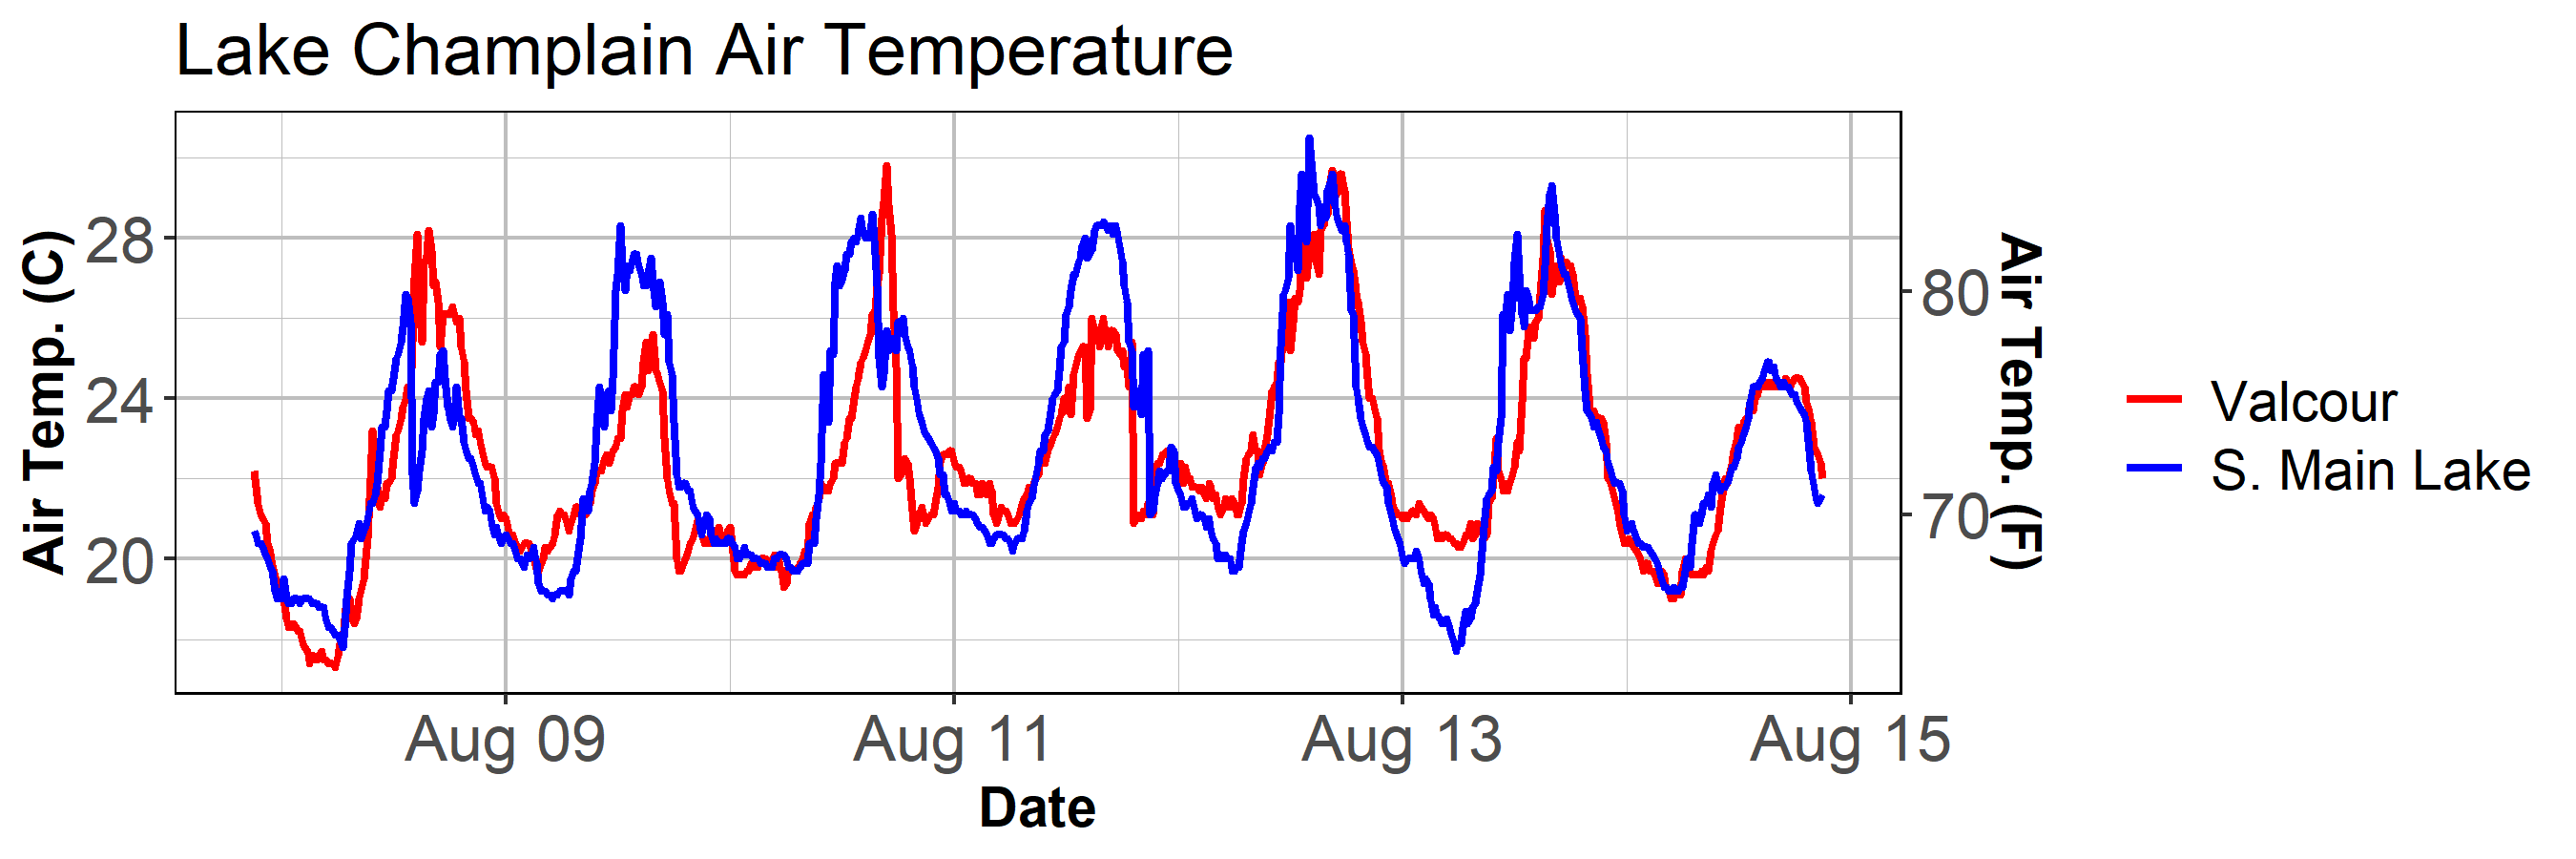 Lake Champlain Air Temperature
Air Temp. (C)
28
24
20
Air Temp. (F)
80
70
Valcour
S. Main Lake
Aug 09
Aug 11
Aug 13
Aug 15
Date